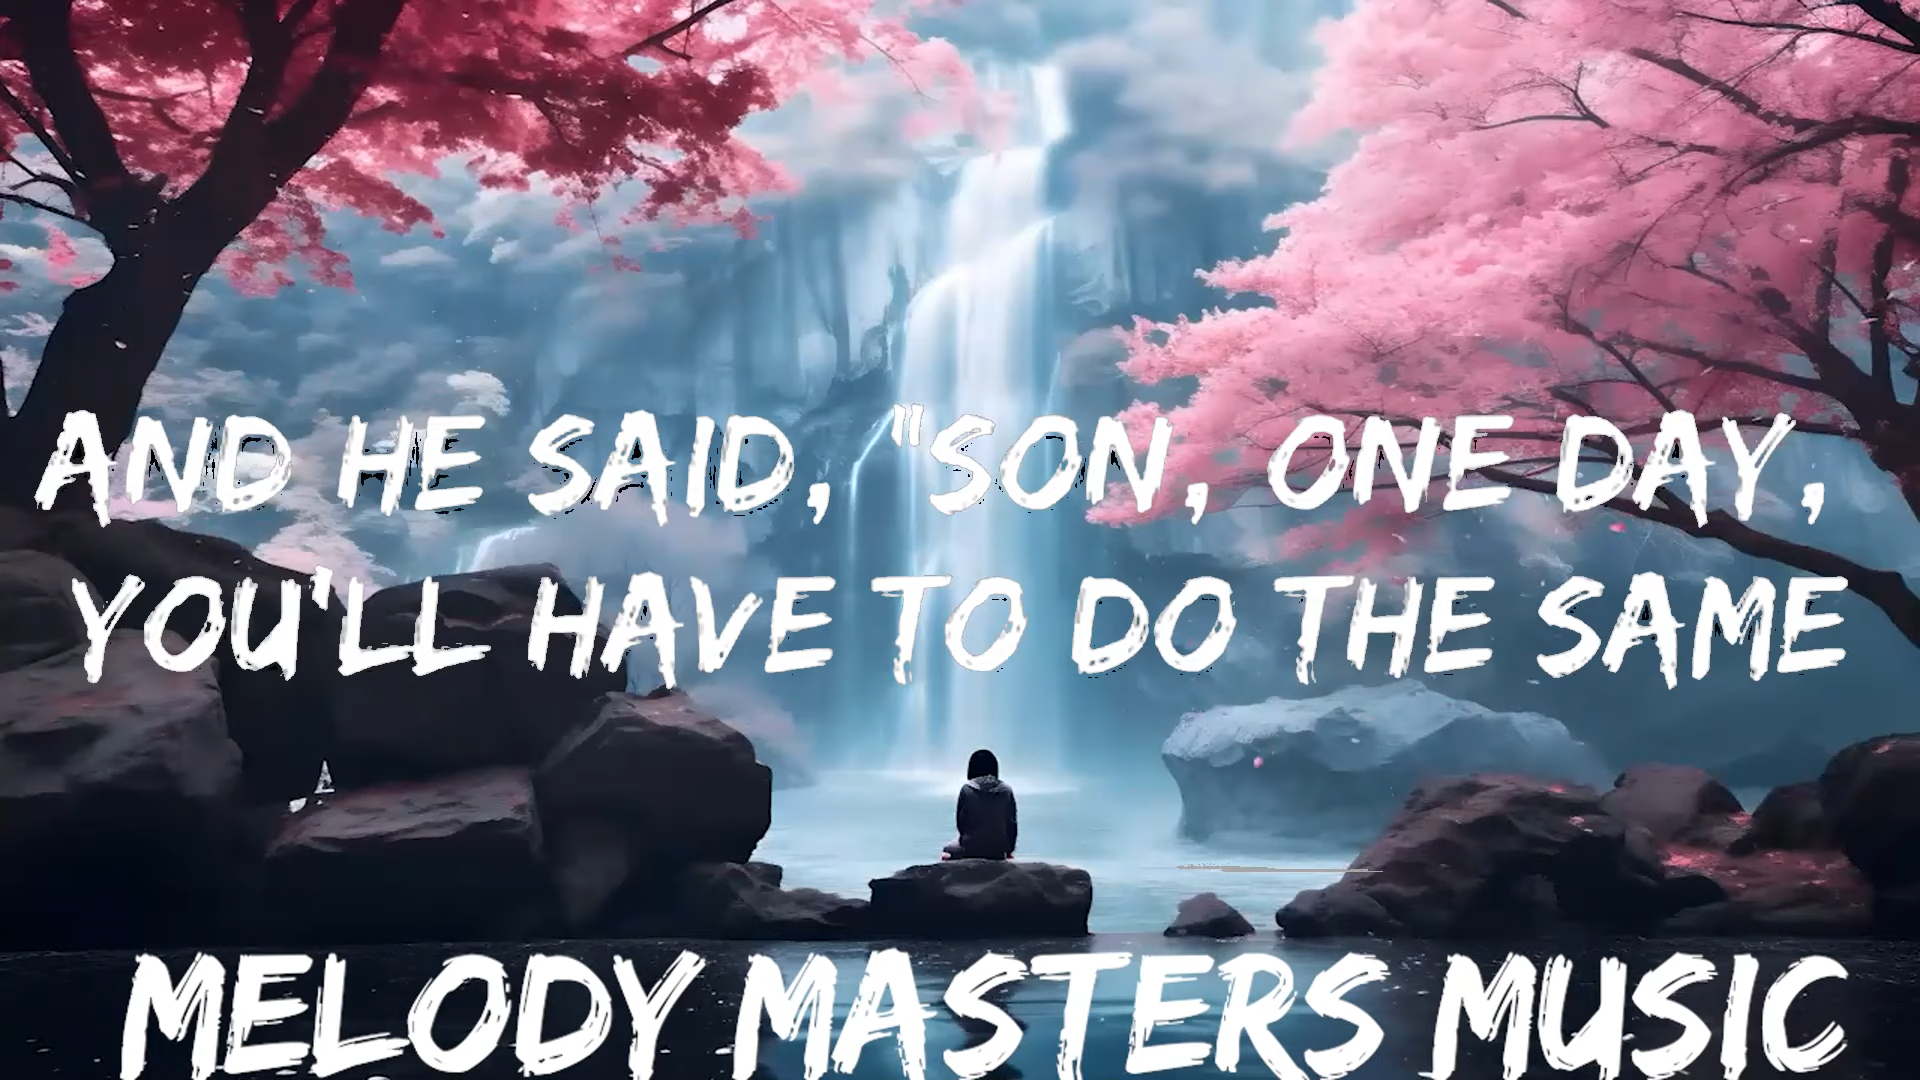 AND HE SAID, "SON, ONE DAY,
YOU'LL HAVE TO DO THE SAME
MELODY MASTERS MUSIC